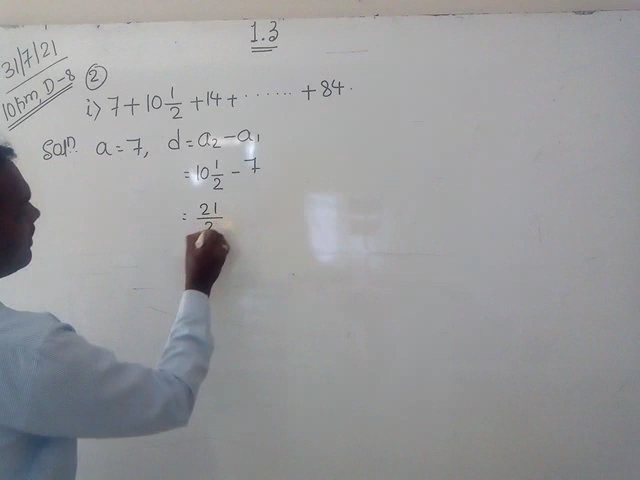 1.3
31/7/21
10th m, D-8
②
i) 7 + 10 1/2 + 14 + ....... + 84.
Soln. a = 7, d = a₂ - a₁
= 10 1/2 - 7
= 21/2